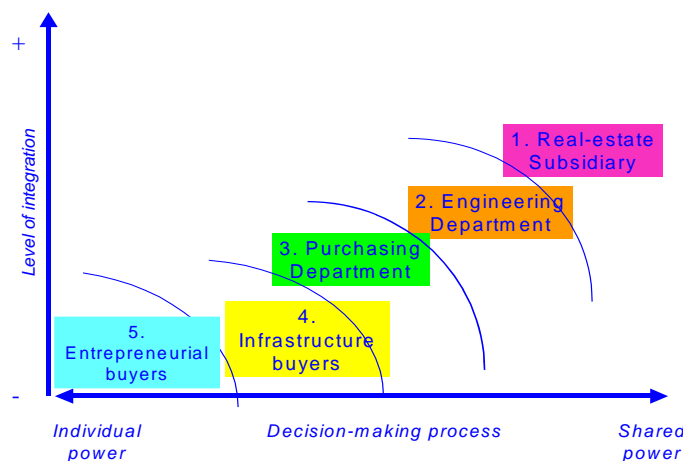 +
1. Real-estate
Subsidiary
2. Engineering
Department
3. Purchasing
Department
4.
Infrastructure
buyers
5.
Entrepreneurial
buyers
Level of integration
-
Individual
power
Decision-making process
Shared
power